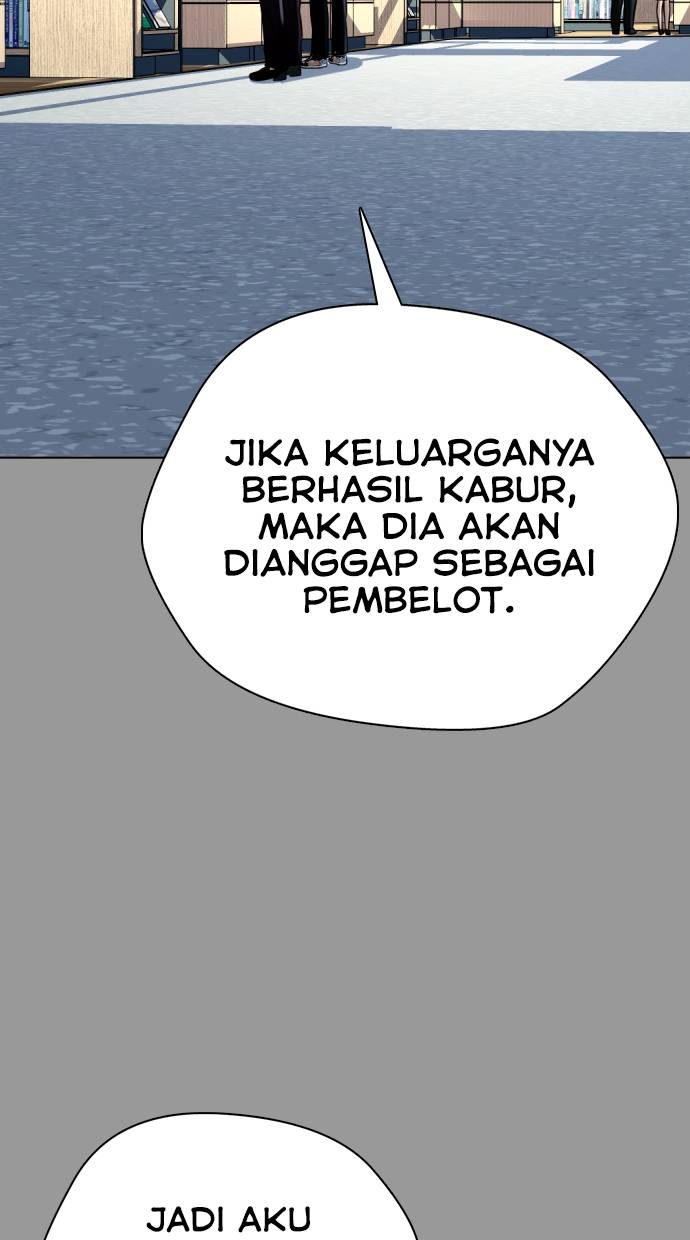 JIKA KELUARGANYA
BERHASIL KABUR,
MAKA DIA AKAN
DIANGGAP SEBAGAI
PEMBELOT.
JADI AKU